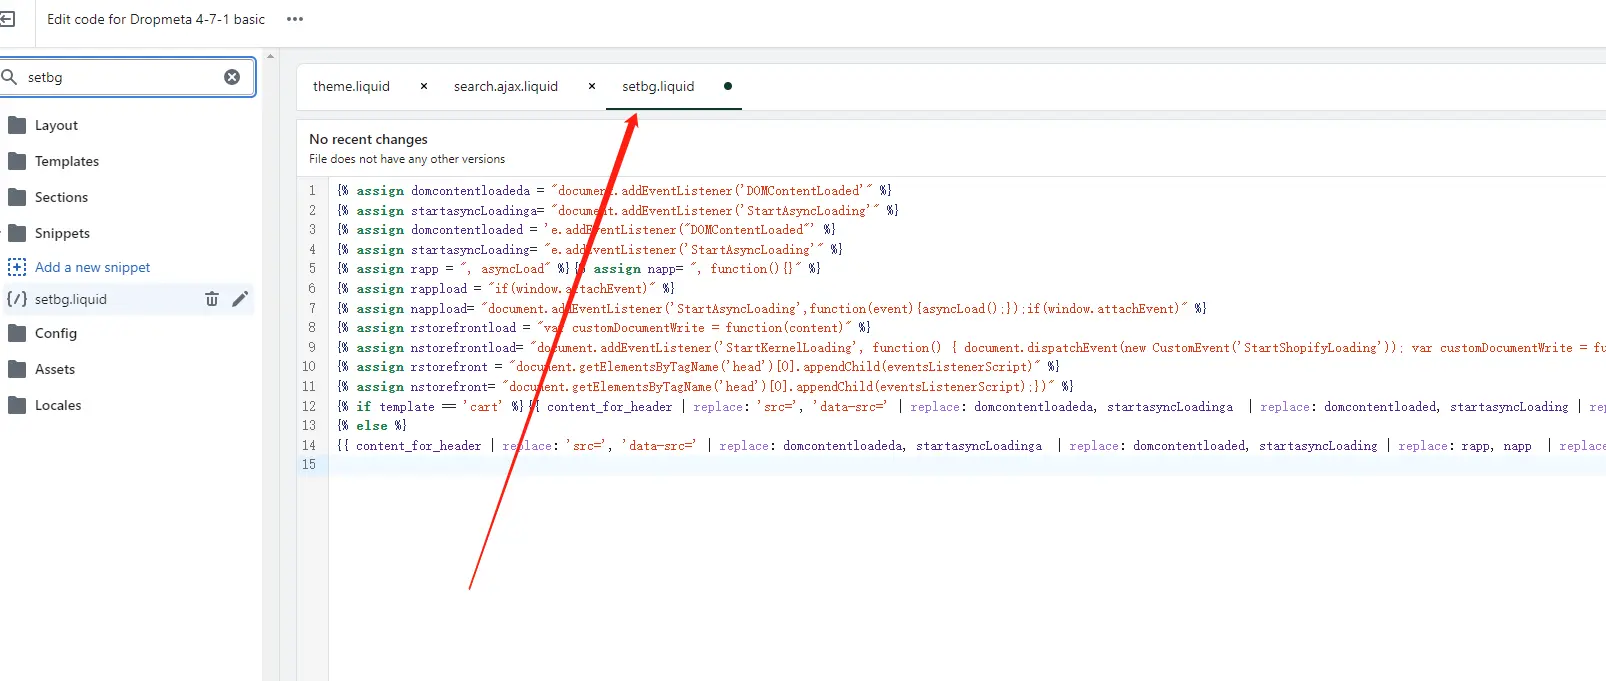 Edit code for Dropmeta 4-7-1 basic
setbg
Layout
Templates
Sections
Snippets
Add a new snippet
{/} setbg.liquid
Config
Assets
Locales
theme.liquid × search.ajax.liquid × setbg.liquid
No recent changes
File does not have any other versions
1 {% assign domcontentloadeda = "document.addEventListener('DOMContentLoaded'" %}
2 {% assign startasyncLoadinga= "document.addEventListener('StartAsyncLoading'" %}
3 {% assign domcontentloaded = 'e.addEventListener("DOMContentLoaded"' %}
4 {% assign startasyncLoading= "e.addEventListener('StartAsyncLoading'" %}
5 {% assign rapp = ", asyncLoad" %}{% assign napp= ", function(){}" %}
6 {% assign rappload = "if(window.attachEvent)" %}
7 {% assign nappload= "document.addEventListener('StartAsyncLoading',function(event){asyncLoad();});if(window.attachEvent)" %}
8 {% assign rstorefrontload = "var customDocumentWrite = function(content)" %}
9 {% assign nstorefrontload= "document.addEventListener('StartKernelLoading', function() { document.dispatchEvent(new CustomEvent('StartShopifyLoading')); var customDocumentWrite = fu
10 {% assign rstorefront = "document.getElementsByTagName('head')[0].appendChild(eventsListenerScript)" %}
11 {% assign nstorefront= "document.getElementsByTagName('head')[0].appendChild(eventsListenerScript);})" %}
12 {% if template == 'cart' %}{{ content_for_header | replace: 'src=', 'data-src=' | replace: domcontentloadeda, startasyncLoadinga | replace: domcontentloaded, startasyncLoading | rep
13 {% else %}
14 {{ content_for_header | replace: 'src=', 'data-src=' | replace: domcontentloadeda, startasyncLoadinga | replace: domcontentloaded, startasyncLoading | replace: rapp, napp | replace
15